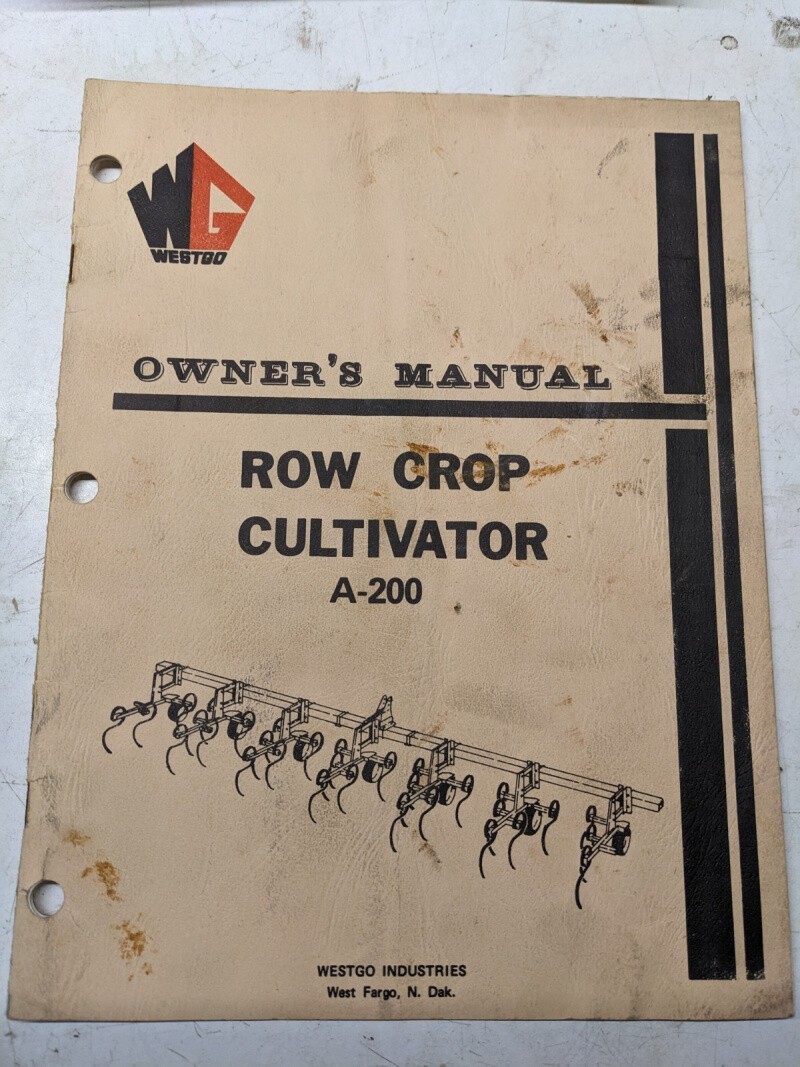 WG
WESTGO
OWNER'S MANUAL
ROW CROP
CULTIVATOR
A-200
WESTGO INDUSTRIES
West Fargo, N. Dak.